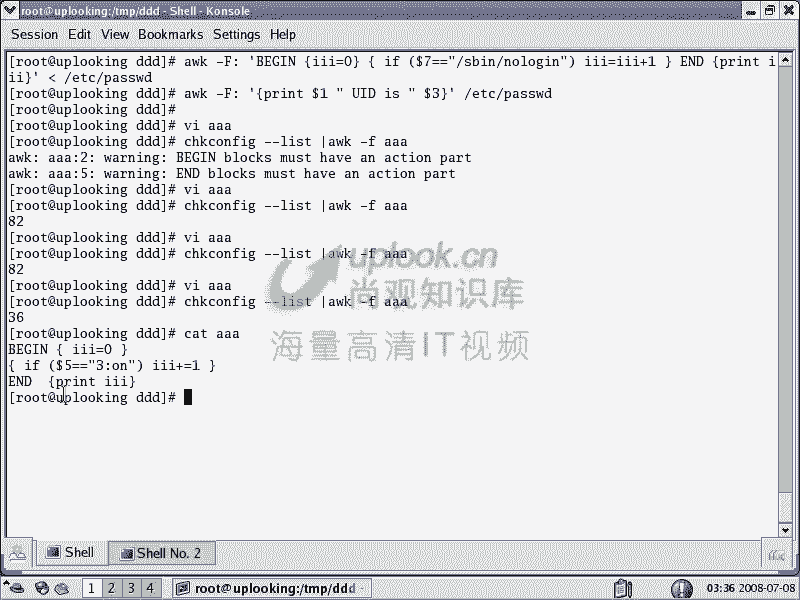 root@uplooking:/tmp/ddd - Shell - Konsole
Session Edit View Bookmarks Settings Help
[root@uplooking ddd]# awk -F: 'BEGIN {iii=0} { if ($7=="/sbin/nologin") iii=iii+1 } END {print i
ii}' < /etc/passwd
[root@uplooking ddd]# awk -F: '{print $1 " UID is " $3}' /etc/passwd
[root@uplooking ddd]#
[root@uplooking ddd]# vi aaa
[root@uplooking ddd]# chkconfig --list |awk -f aaa
awk: aaa:2: warning: BEGIN blocks must have an action part
awk: aaa:5: warning: END blocks must have an action part
[root@uplooking ddd]# vi aaa
[root@uplooking ddd]# chkconfig --list |awk -f aaa
82
[root@uplooking ddd]# vi aaa
[root@uplooking ddd]# chkconfig --list |awk -f aaa
82
[root@uplooking ddd]# vi aaa
[root@uplooking ddd]# chkconfig --list |awk -f aaa
36
[root@uplooking ddd]# cat aaa
BEGIN { iii=0 }
{ if ($5=="3:on") iii+=1 }
END  {print iii}
[root@uplooking ddd]#
uplook.cn
尚观知识库
海量高清IT视频
Shell
Shell No. 2
1 2 3 4
root@uplooking:/tmp/ddd
03:36 2008-07-08